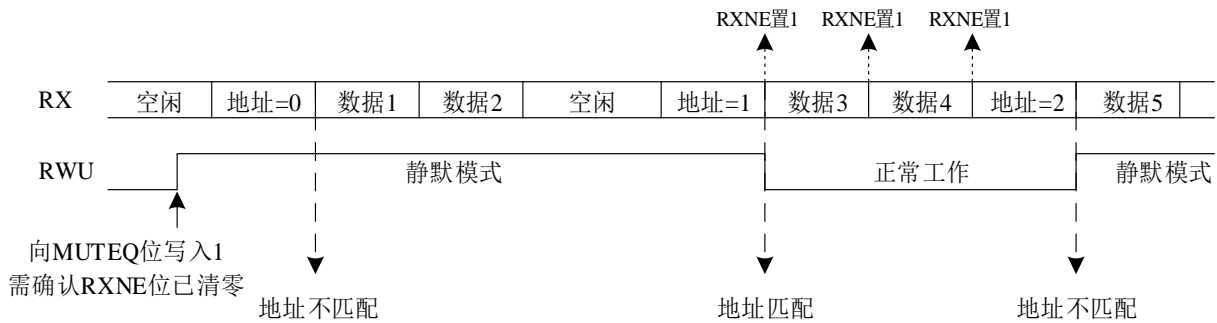 RXNE置1 RXNE置1 RXNE置1
RX 空闲 地址=0 数据1 数据2 空闲 地址=1 数据3 数据4 地址=2 数据5
RWU 静默模式 正常工作 静默模式
向MUTEQ位写入1
需确认RXNE位已清零
地址不匹配 地址匹配 地址不匹配